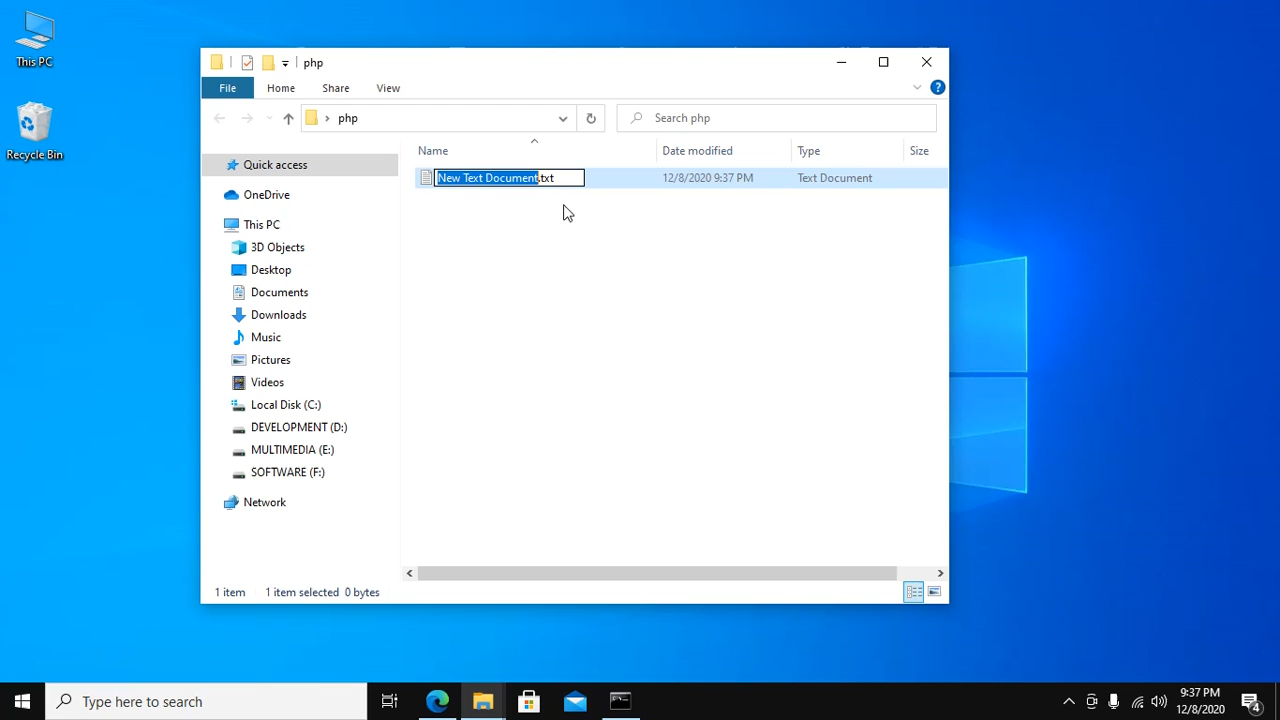 This PC
Recycle Bin
php
File Home Share View
php
Search php
Name Date modified Type Size
New Text Document.txt 12/8/2020 9:37 PM Text Document
Quick access
OneDrive
This PC
3D Objects
Desktop
Documents
Downloads
Music
Pictures
Videos
Local Disk (C:)
DEVELOPMENT (D:)
MULTIMEDIA (E:)
SOFTWARE (F:)
Network
1 item 1 item selected 0 bytes
Type here to search
9:37 PM
12/8/2020
4